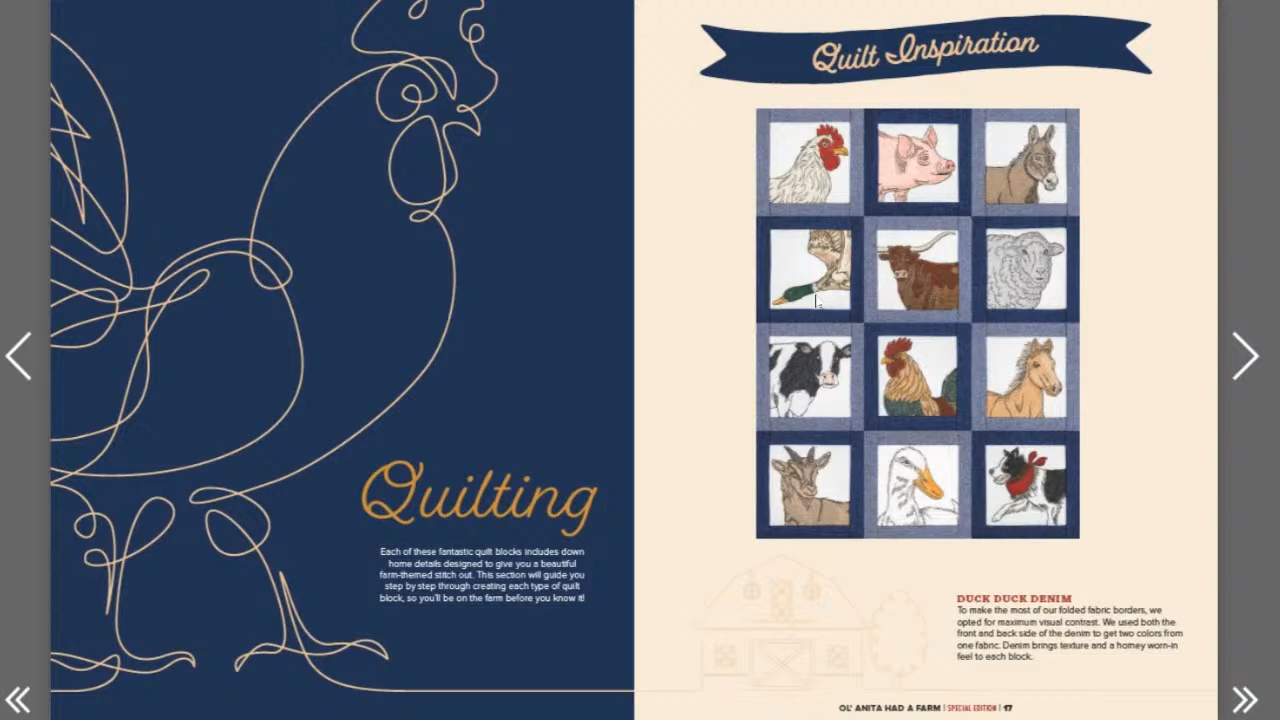 Quilting
Each of these fantastic quilt blocks includes down
home details designed to give you a beautiful
farm-themed stitch out. This section will guide you
step by step through creating each type of quilt
block, so you'll be on the farm before you know it!
Quilt Inspiration
DUCK DUCK DENIM
To make the most of our folded fabric borders, we
opted for maximum visual contrast. We used both the
front and back side of the denim to get two colors from
one fabric. Denim brings texture and a homey worn-in
feel to each block.
OL' ANITA HAD A FARM | SPECIAL EDITION | 17